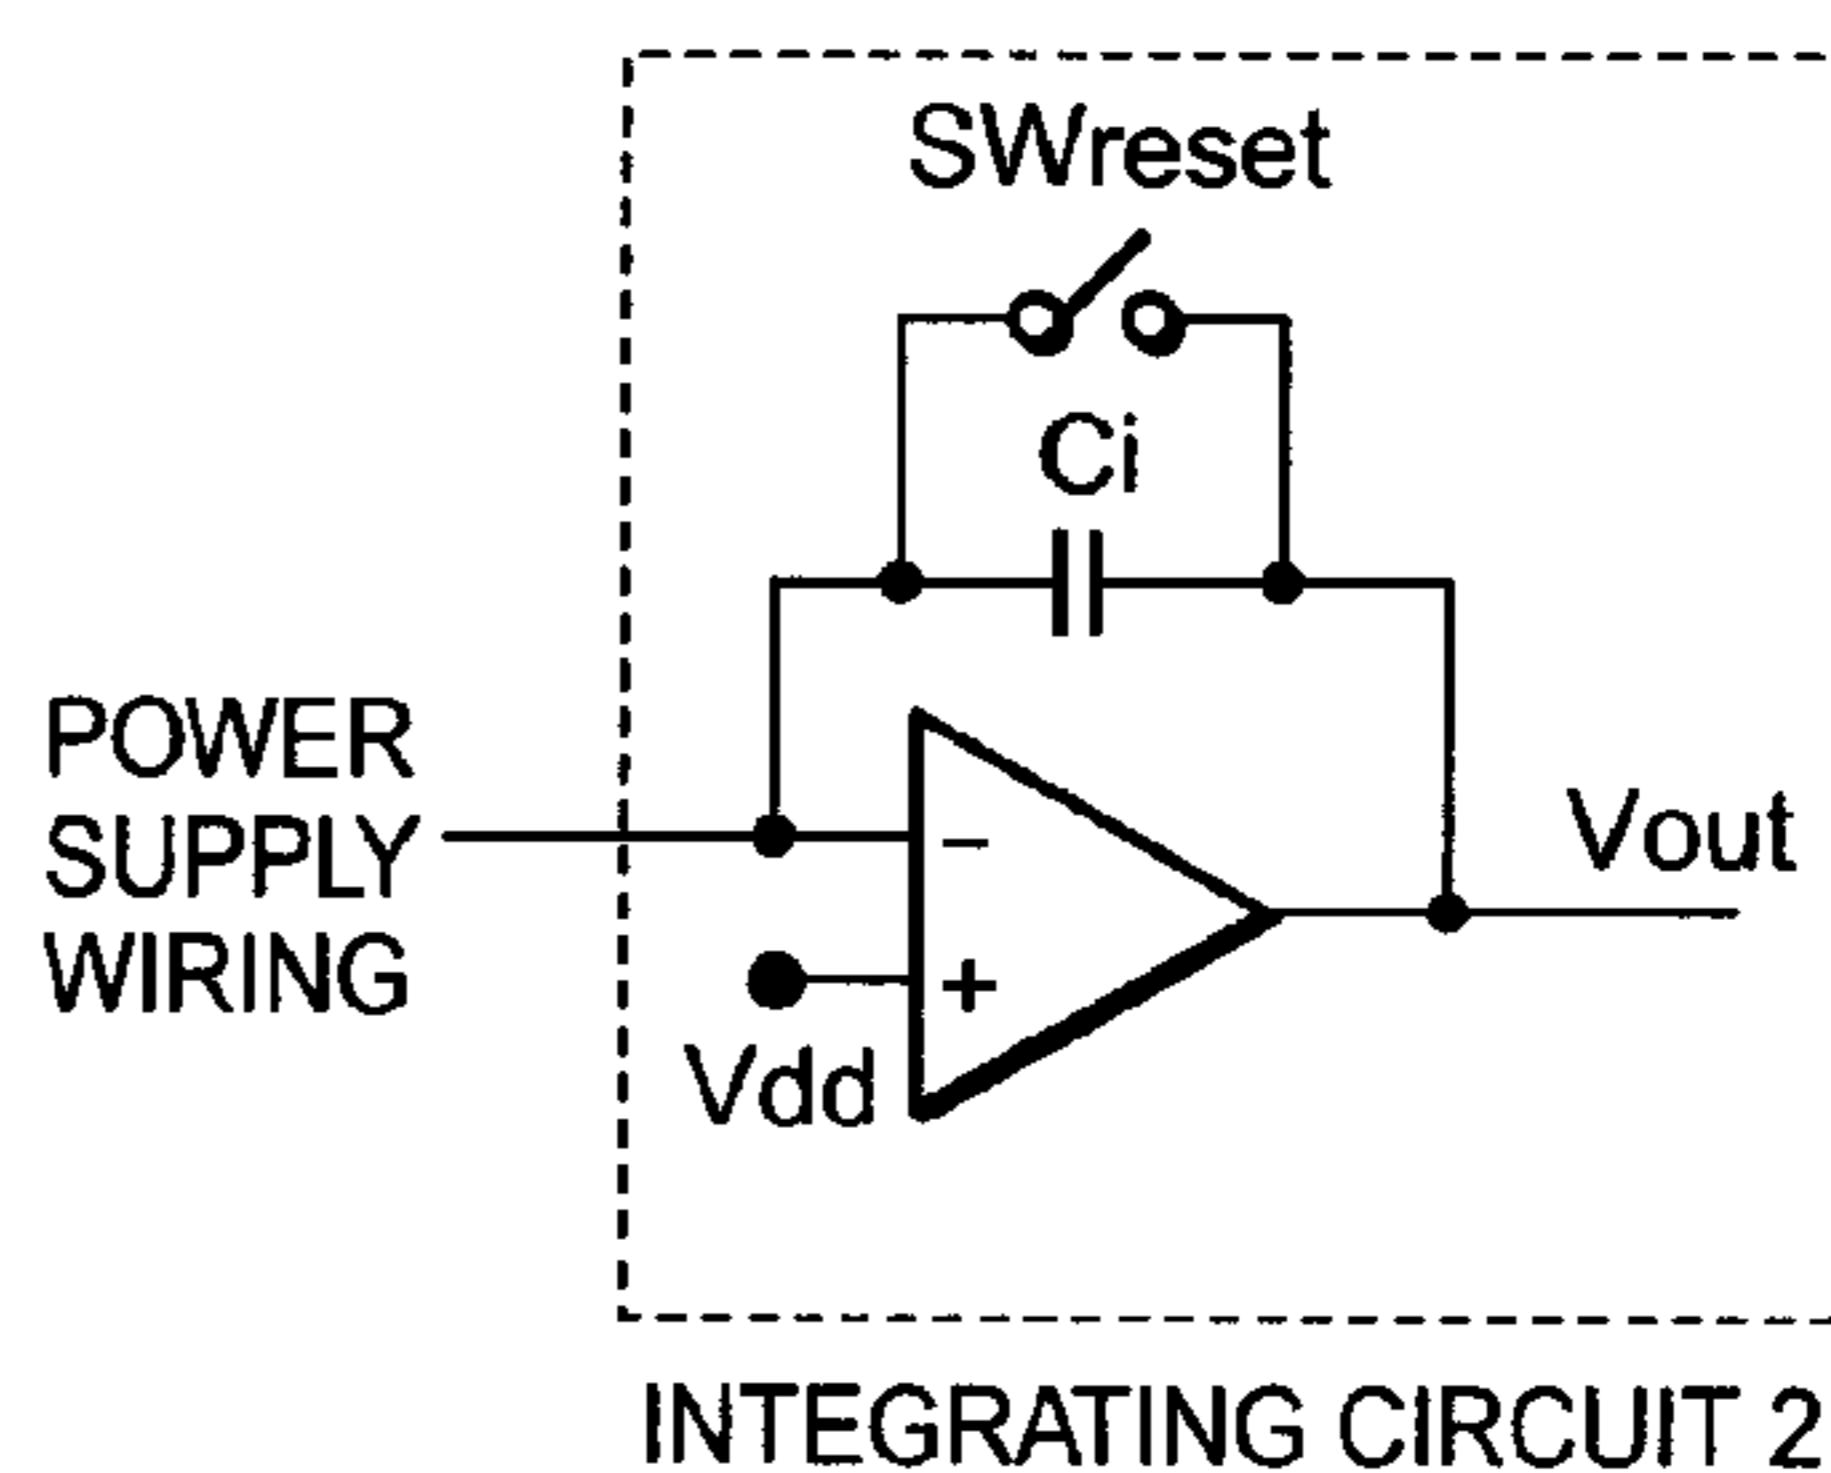 SWreset
Ci
POWER
SUPPLY
WIRING
−
+
Vdd
Vout
INTEGRATING CIRCUIT 2